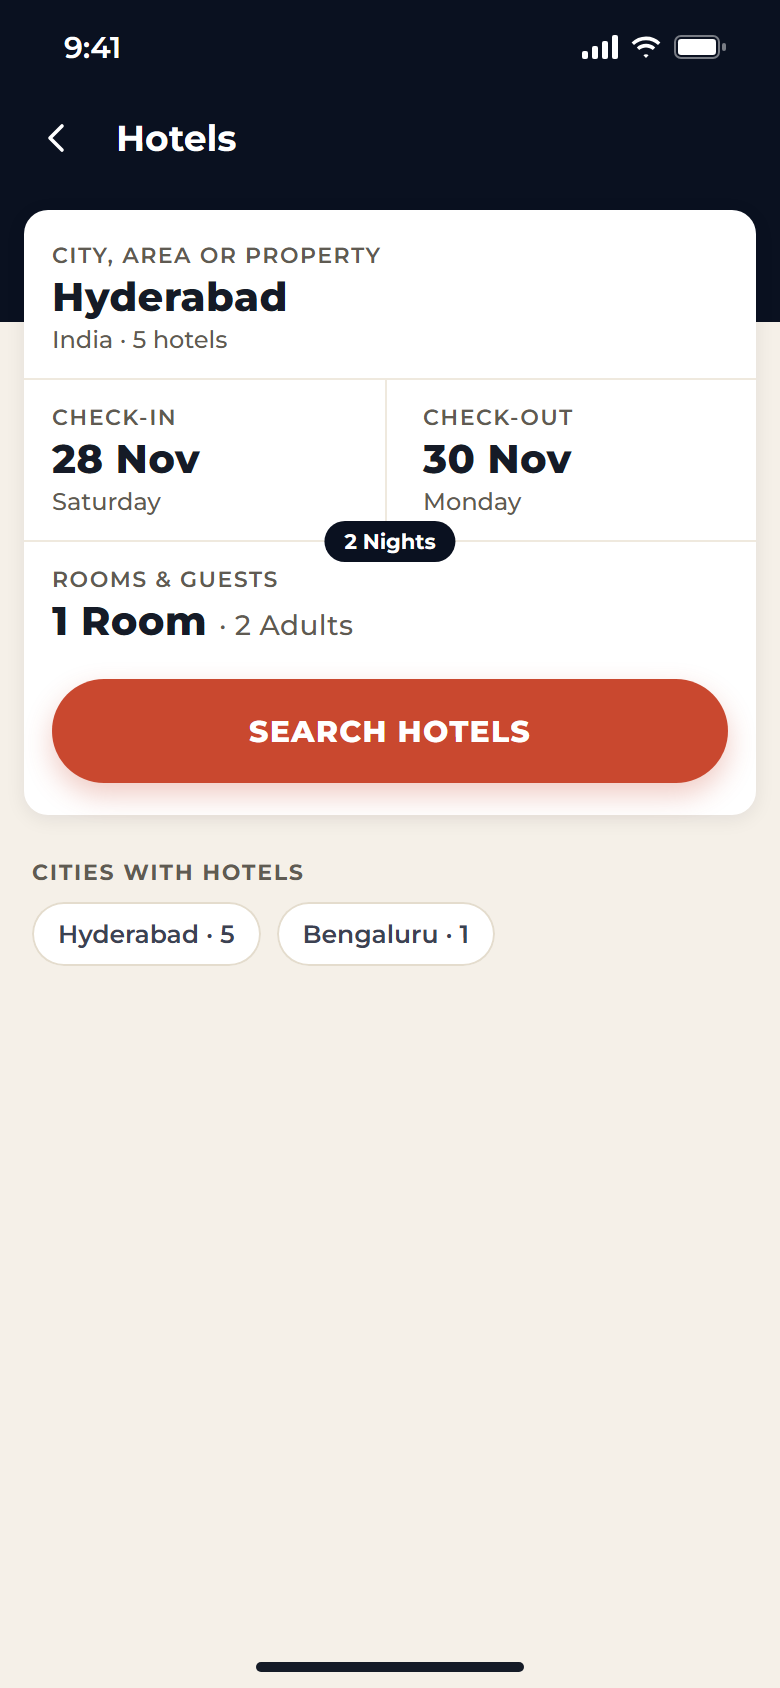 9:41
Hotels
CITY, AREA OR PROPERTY
Hyderabad
India · 5 hotels
CHECK-IN
28 Nov
Saturday
CHECK-OUT
30 Nov
Monday
2 Nights
ROOMS & GUESTS
1 Room · 2 Adults
SEARCH HOTELS
CITIES WITH HOTELS
Hyderabad · 5
Bengaluru · 1